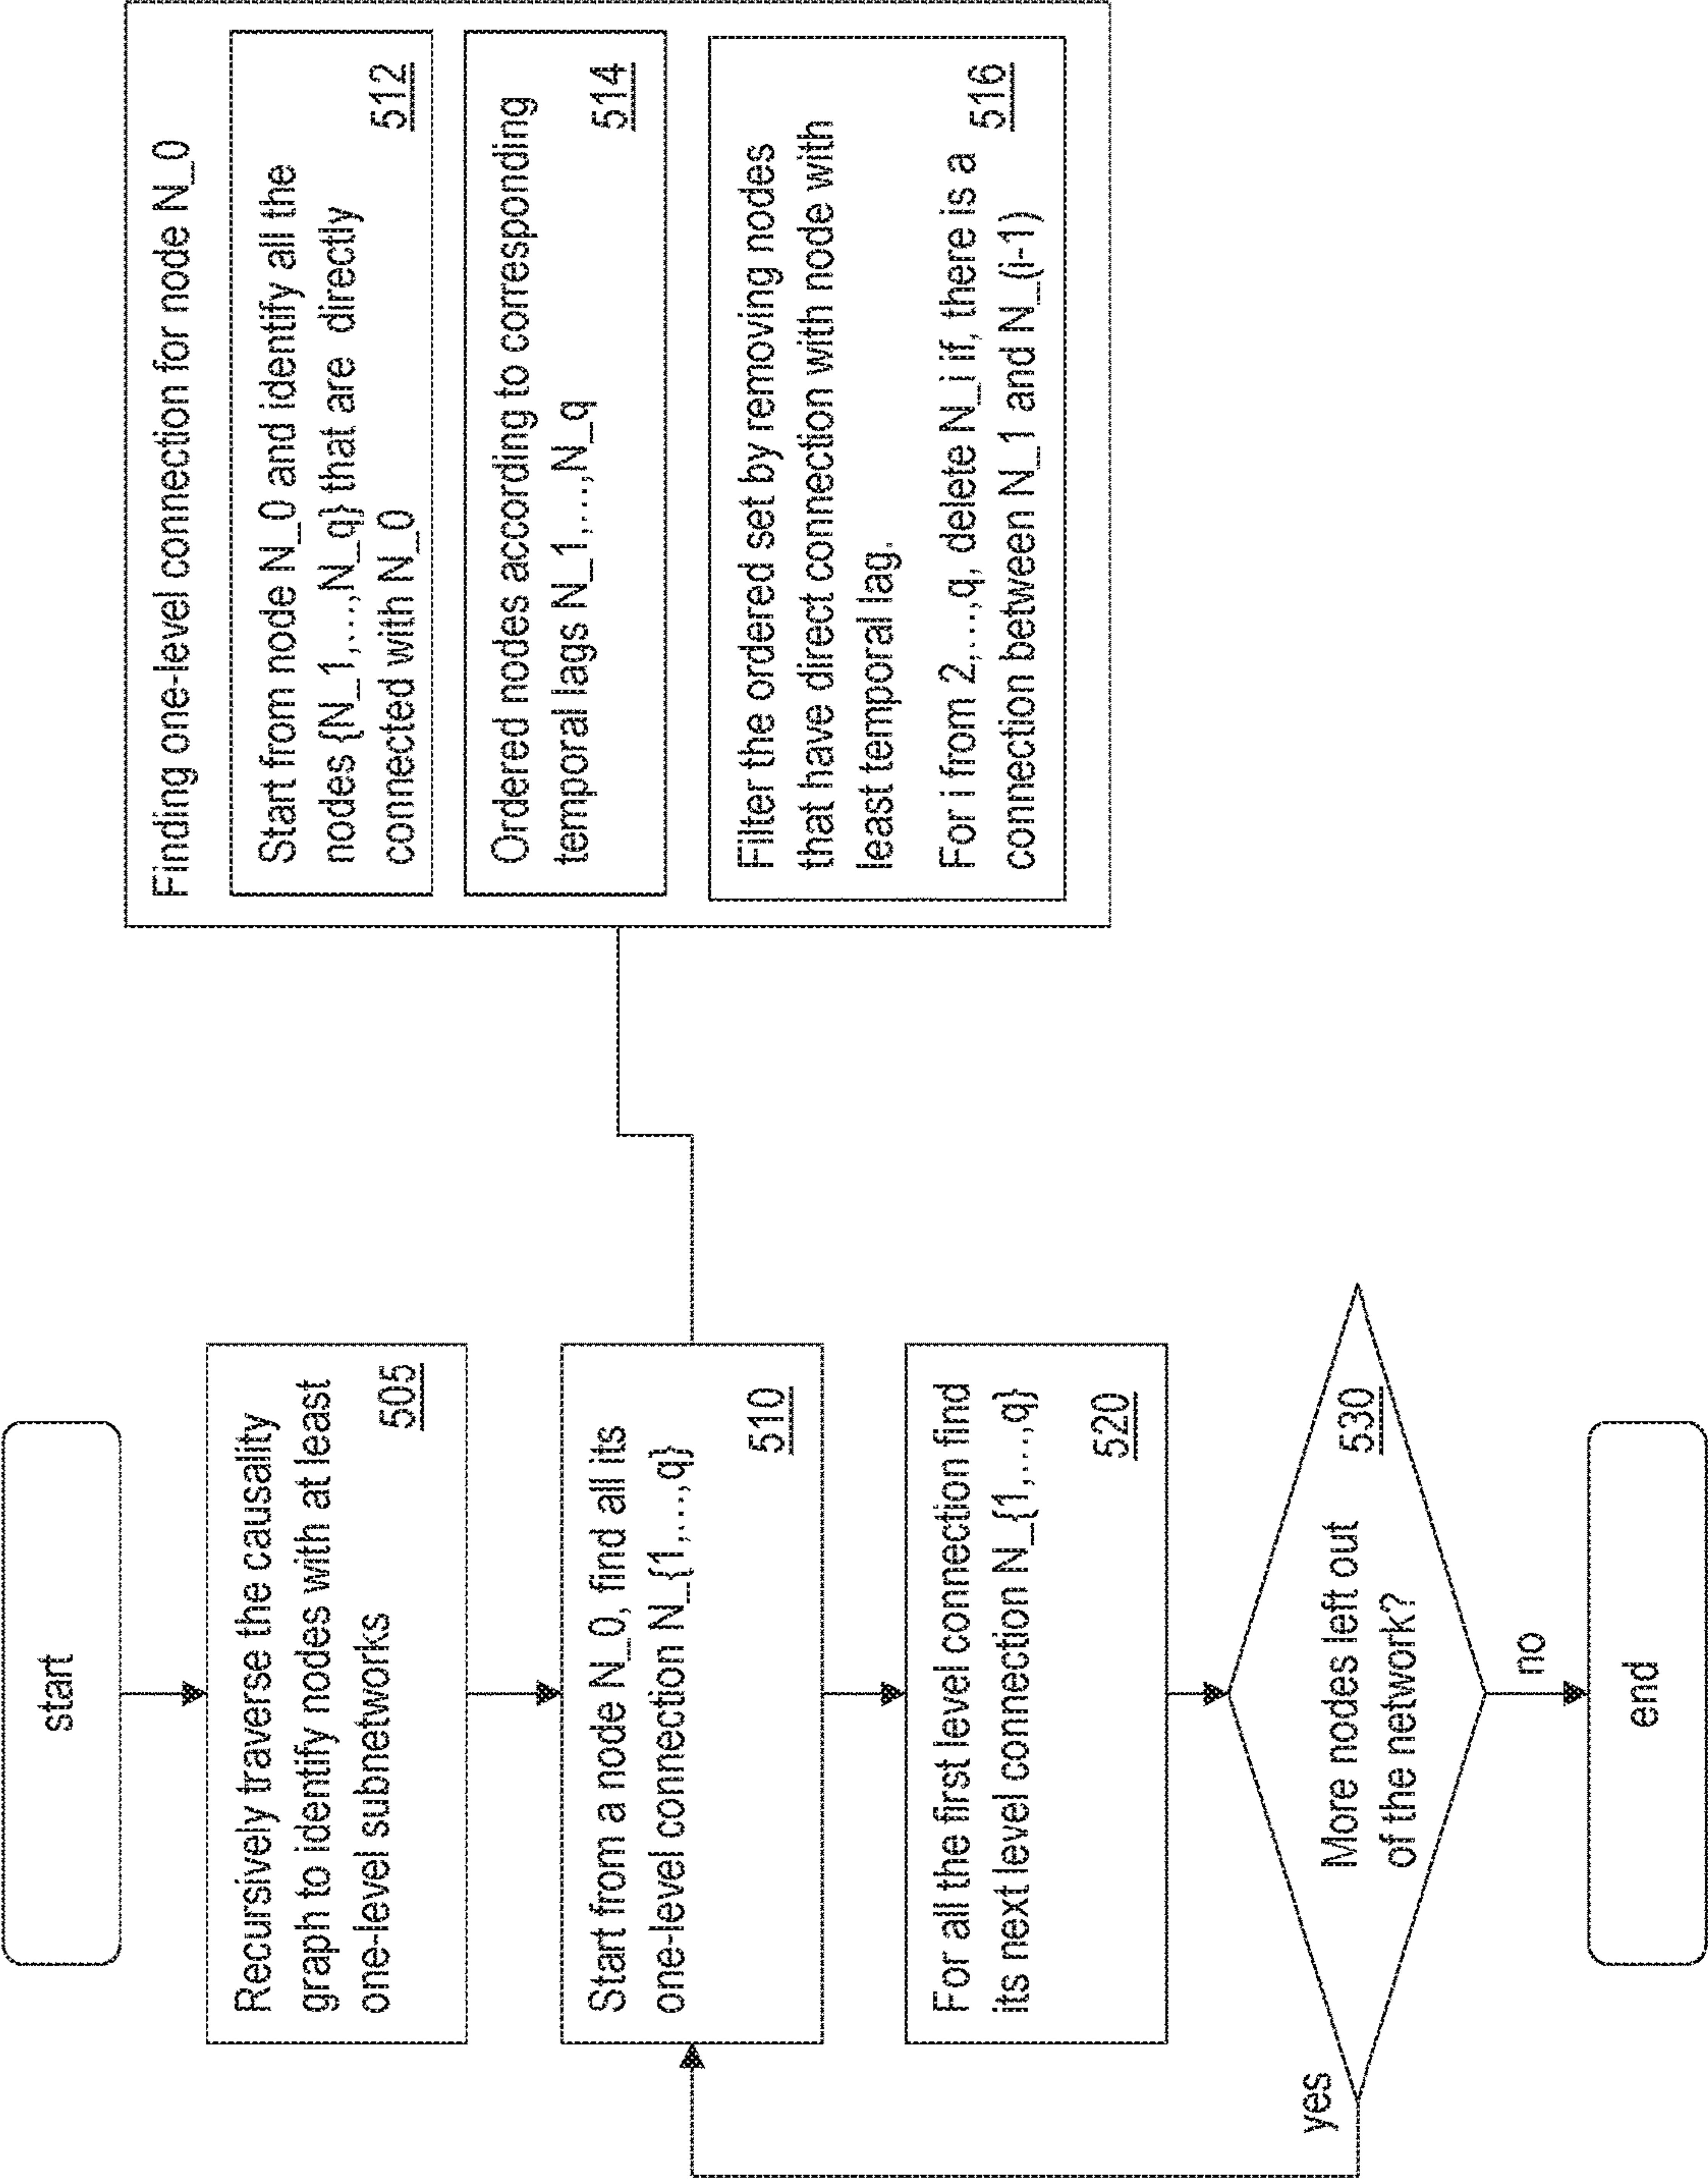 start
Recursively traverse the causality
graph to identify nodes with at least
one-level subnetworks
505
Start from a node N_0, find all its
one-level connection N_{1,...,q}
510
For all the first level connection find
its next level connection N_{1,...,q}
520
More nodes left out
of the network?
530
yes
no
end
Finding one-level connection for node N_0
Start from node N_0 and identify all the
nodes {N_1,...,N_q} that are directly
connected with N_0
512
Ordered nodes according to corresponding
temporal lags N_1,...,N_q
514
Filter the ordered set by removing nodes
that have direct connection with node with
least temporal lag.
For i from 2,...,q, delete N_i if, there is a
connection between N_1 and N_(i-1)
516